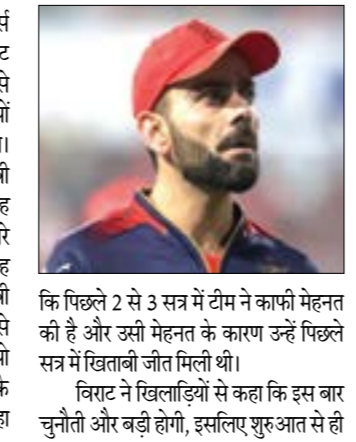 र्स
ट
से
यों
।
त्री
ह
रि
ह
त्री
से
यो
के
हा
कि पिछले 2 से 3 सत्र में टीम ने काफी मेहनत
की है और उसी मेहनत के कारण उन्हें पिछले
सत्र में खिताबी जीत मिली थी।
विराट ने खिलाड़ियों से कहा कि इस बार
चुनौती और बड़ी होगी, इसलिए शुरुआत से ही